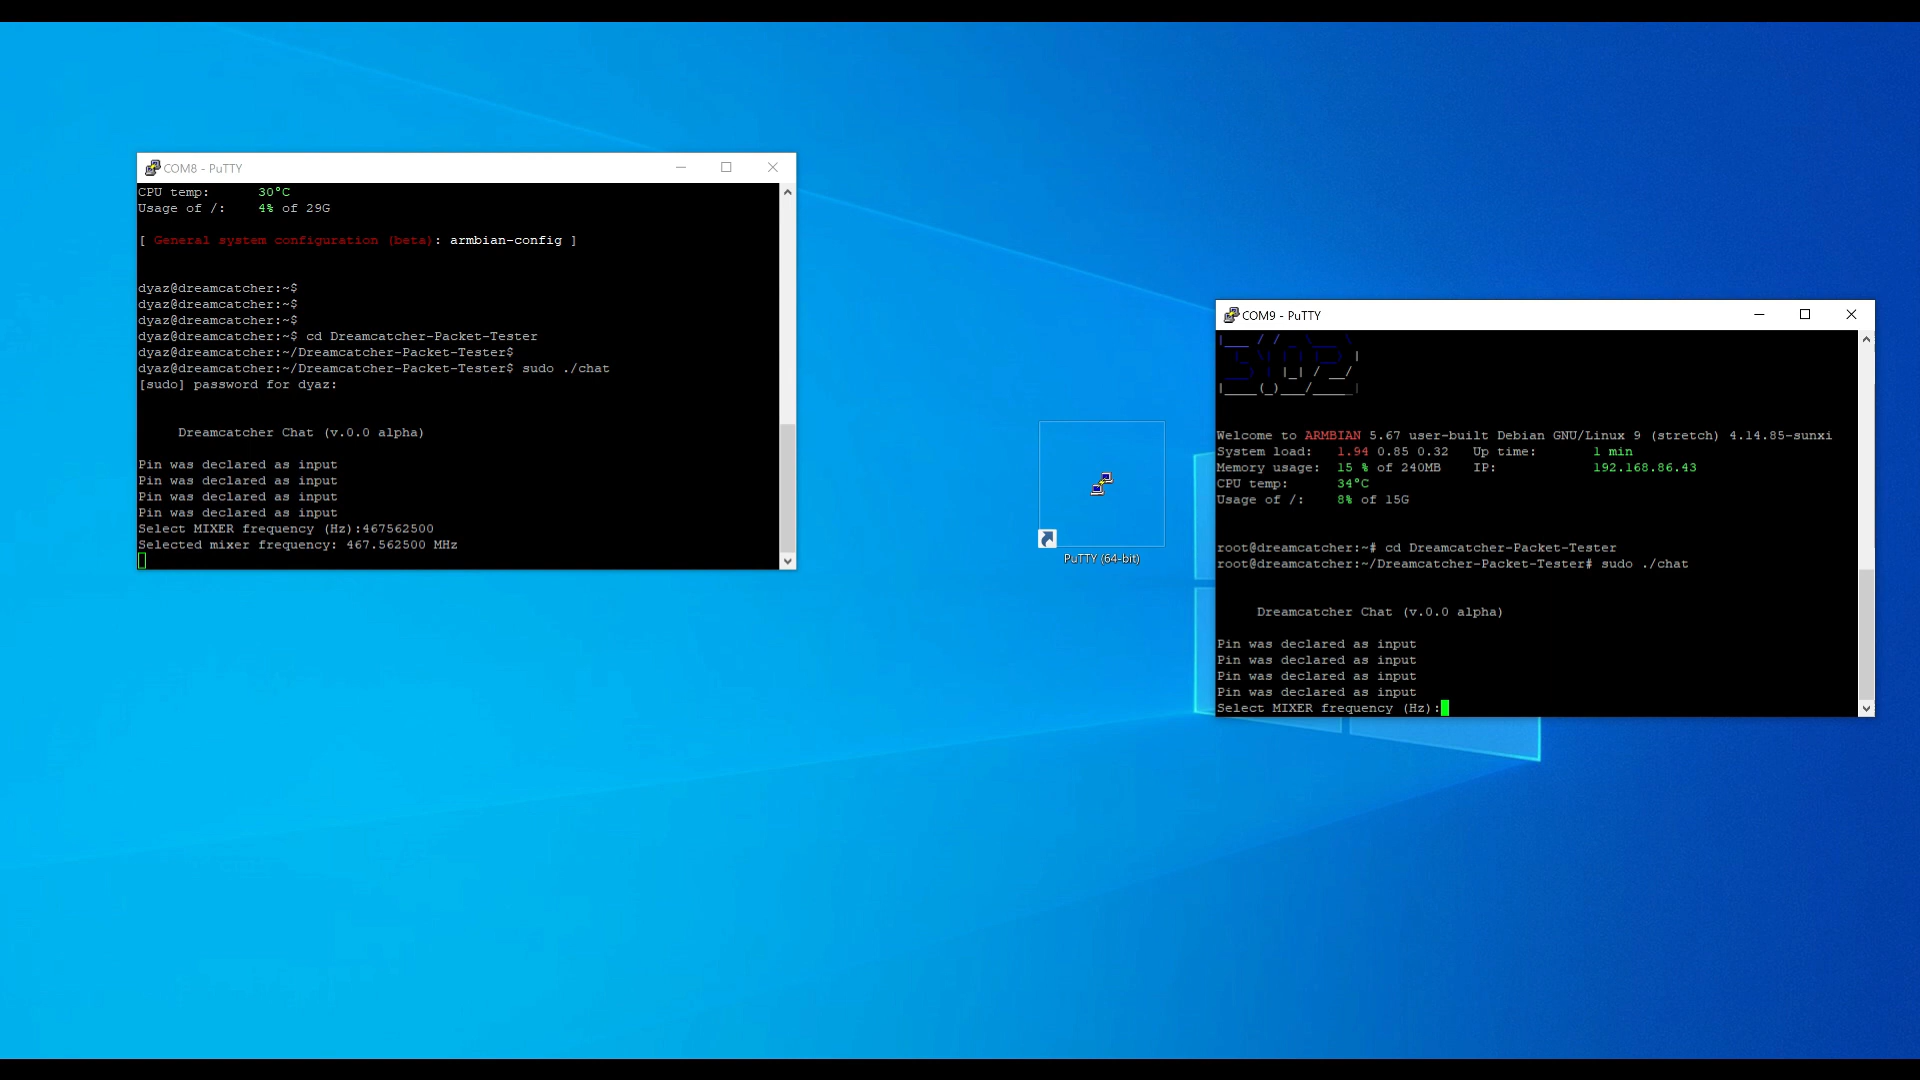 COM8 - PuTTY
CPU temp: 30°C
Usage of /: 4% of 29G
[ General system configuration (beta): armbian-config ]
dyaz@dreamcatcher:~$
dyaz@dreamcatcher:~$
dyaz@dreamcatcher:~$
dyaz@dreamcatcher:~$ cd Dreamcatcher-Packet-Tester
dyaz@dreamcatcher:~/Dreamcatcher-Packet-Tester$
dyaz@dreamcatcher:~/Dreamcatcher-Packet-Tester$ sudo ./chat
[sudo] password for dyaz:
Dreamcatcher Chat (v.0.0 alpha)
Pin was declared as input
Pin was declared as input
Pin was declared as input
Pin was declared as input
Select MIXER frequency (Hz):467562500
Selected mixer frequency: 467.562500 MHz
PuTTY (64-bit)
COM9 - PuTTY
Welcome to ARMBIAN 5.67 user-built Debian GNU/Linux 9 (stretch) 4.14.85-sunxi
System load: 1.94 0.85 0.32 Up time: 1 min
Memory usage: 15 % of 240MB IP: 192.168.86.43
CPU temp: 34°C
Usage of /: 8% of 15G
root@dreamcatcher:~# cd Dreamcatcher-Packet-Tester
root@dreamcatcher:~/Dreamcatcher-Packet-Tester# sudo ./chat
Dreamcatcher Chat (v.0.0 alpha)
Pin was declared as input
Pin was declared as input
Pin was declared as input
Pin was declared as input
Select MIXER frequency (Hz):